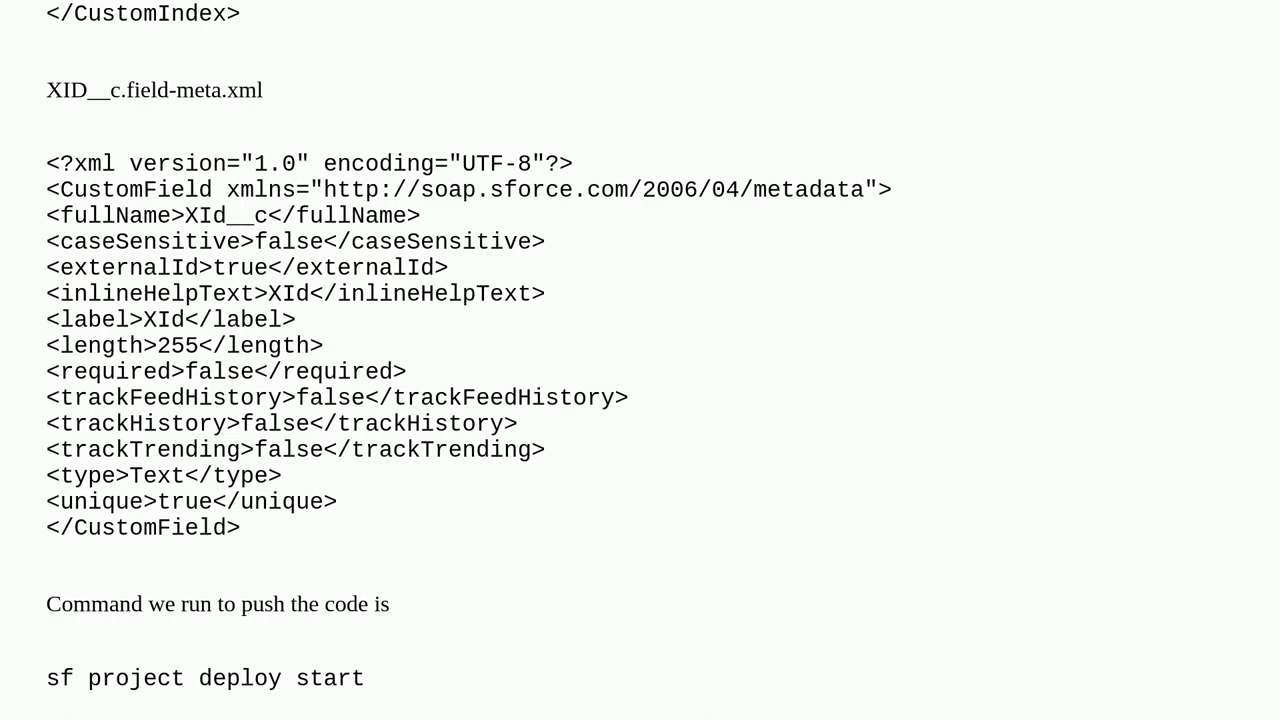 </CustomIndex>
XID__c.field-meta.xml
<?xml version="1.0" encoding="UTF-8"?>
<CustomField xmlns="http://soap.sforce.com/2006/04/metadata">
<fullName>XId__c</fullName>
<caseSensitive>false</caseSensitive>
<externalId>true</externalId>
<inlineHelpText>XId</inlineHelpText>
<label>XId</label>
<length>255</length>
<required>false</required>
<trackFeedHistory>false</trackFeedHistory>
<trackHistory>false</trackHistory>
<trackTrending>false</trackTrending>
<type>Text</type>
<unique>true</unique>
</CustomField>
Command we run to push the code is
sf project deploy start